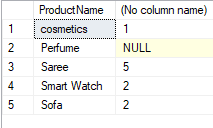 ProductName (No column name)
1 cosmetics 1
2 Perfume NULL
3 Saree 5
4 Smart Watch 2
5 Sofa 2